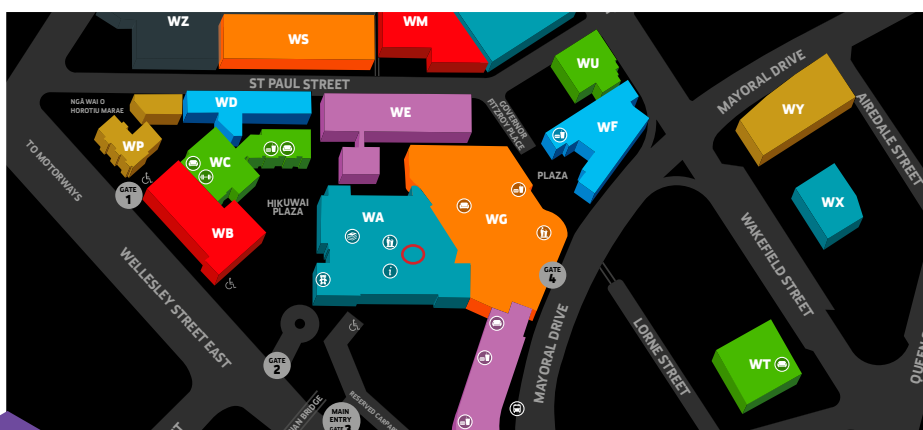 WZ
WS
WM
ST PAUL STREET
WU
MAYORAL DRIVE
WY
AIREDALE STREET
NGĀ WAI O
HOROTIU MARAE
WD
WE
GOVERNOR
FITZROY PLACE
WF
WP
WC
PLAZA
TO MOTORWAYS
GATE
1
HIKUWAI
PLAZA
WA
WG
WX
WB
WAKEFIELD STREET
WELLESLEY STREET EAST
i
GATE
4
MAYORAL DRIVE
LORNE STREET
GATE
2
WT
RESERVED CARPARK
MAIN
ENTRY